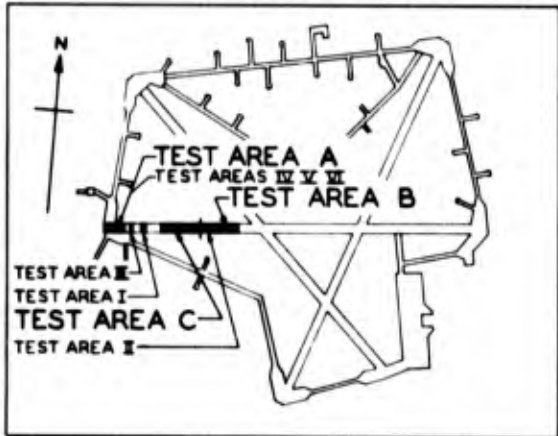 N
TEST AREA A
TEST AREAS IV V VI
TEST AREA B
TEST AREA III
TEST AREA I
TEST AREA C
TEST AREA II